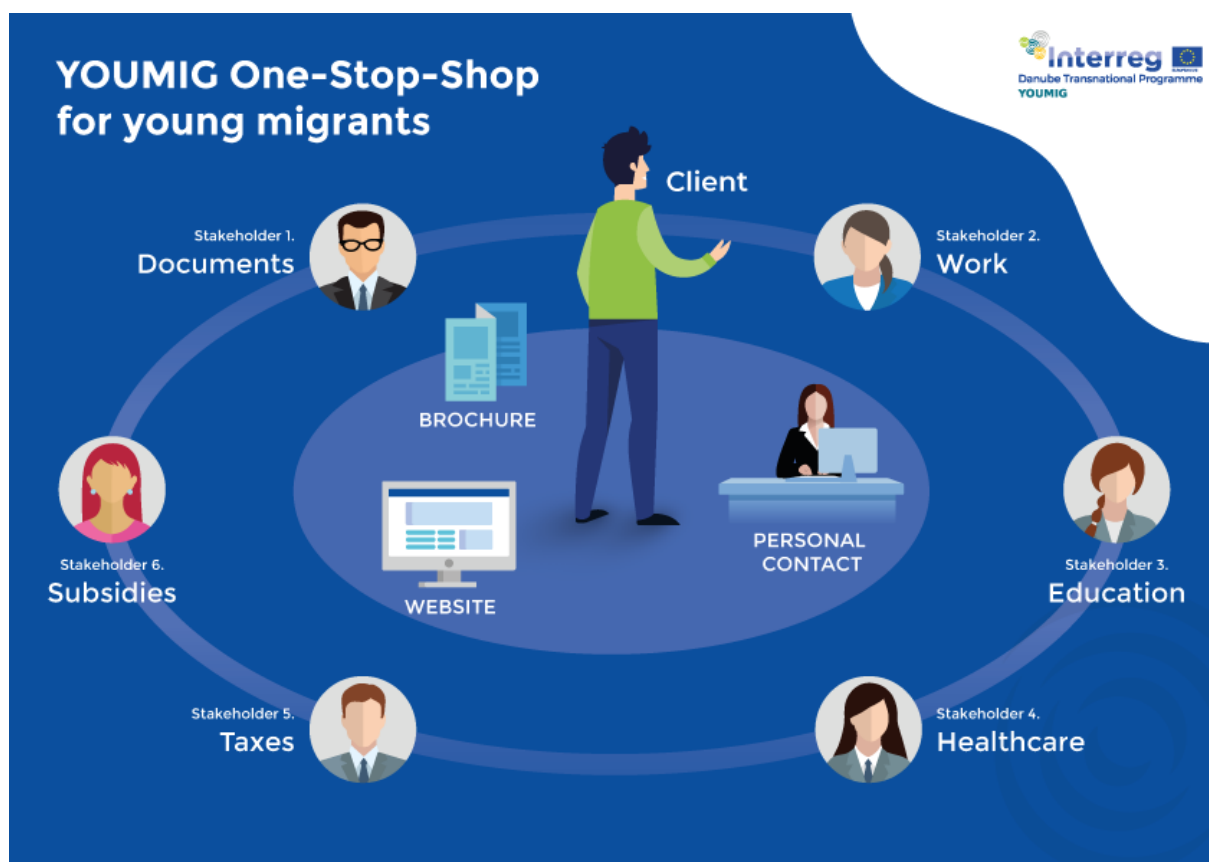 YOUMIG One-Stop-Shop
for young migrants
Interreg
Danube Transnational Programme
YOUMIG
Client
Stakeholder 1.
Documents
Stakeholder 2.
Work
BROCHURE
PERSONAL
CONTACT
WEBSITE
Stakeholder 6.
Subsidies
Stakeholder 3.
Education
Stakeholder 5.
Taxes
Stakeholder 4.
Healthcare